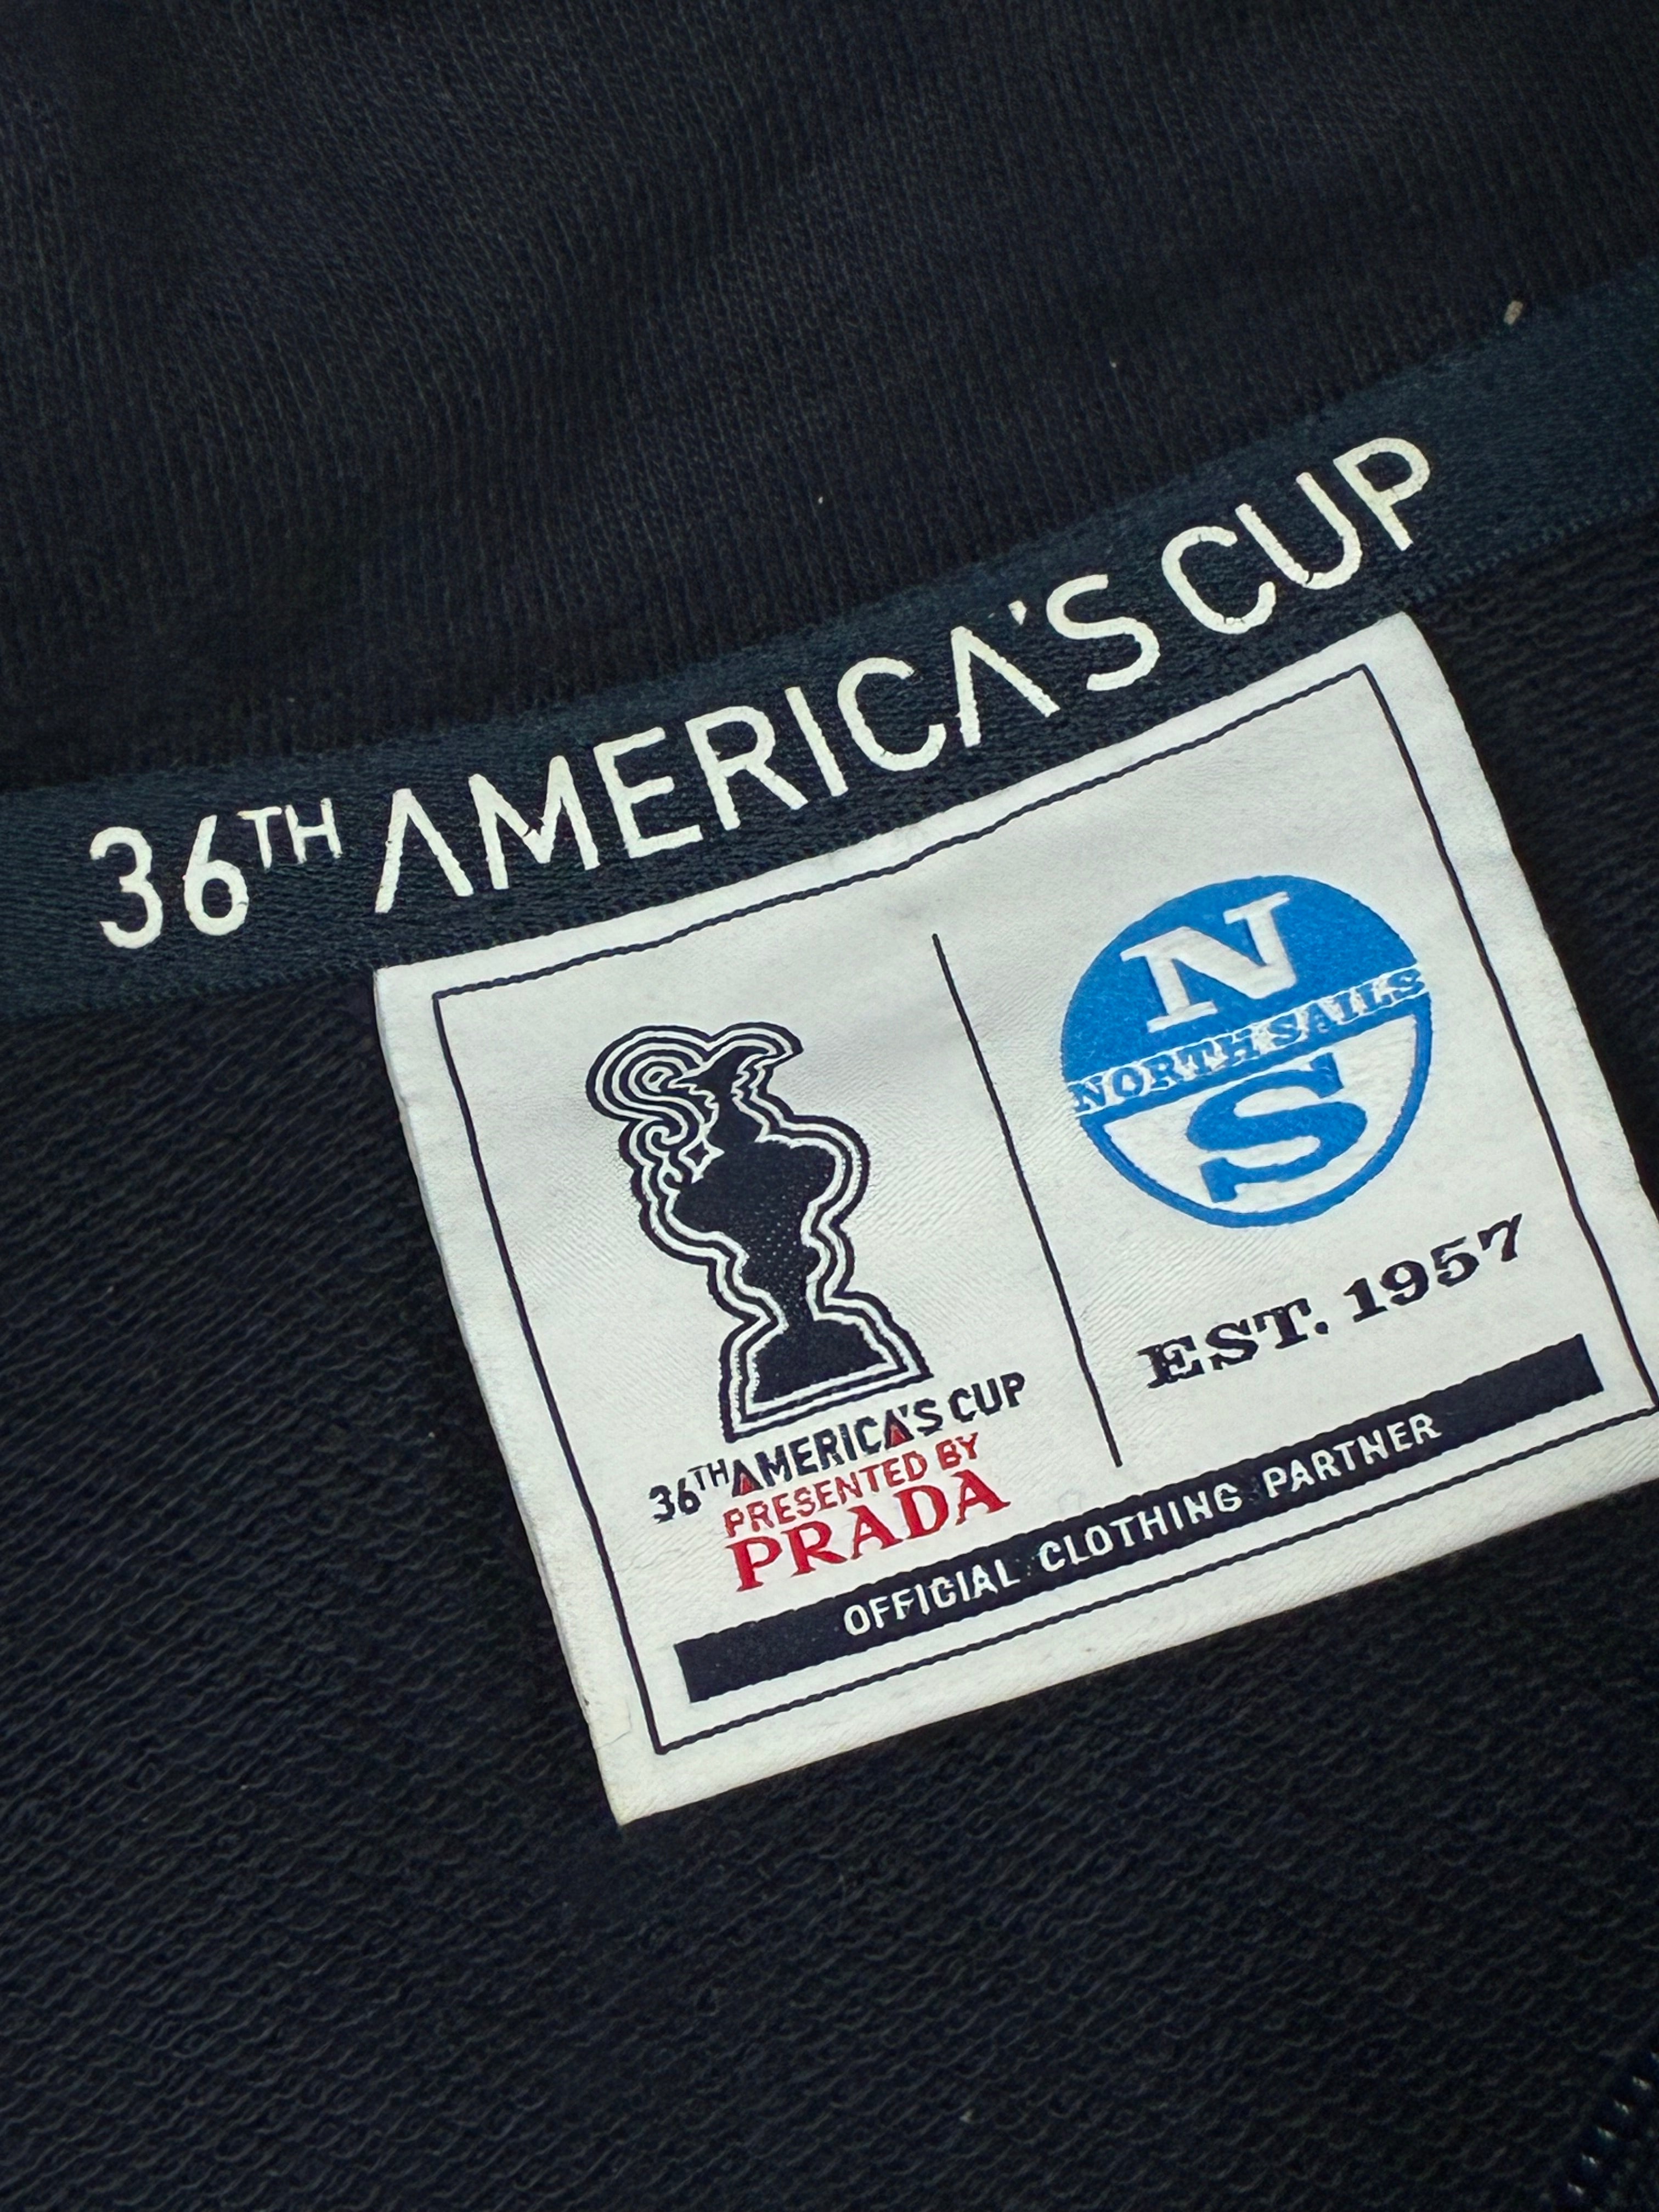 36TH AMERICA'S CUP
36TH AMERICA'S CUP
PRESENTED BY
PRADA
N
NORTH SAILS
S
EST. 1957
OFFICIAL CLOTHING PARTNER